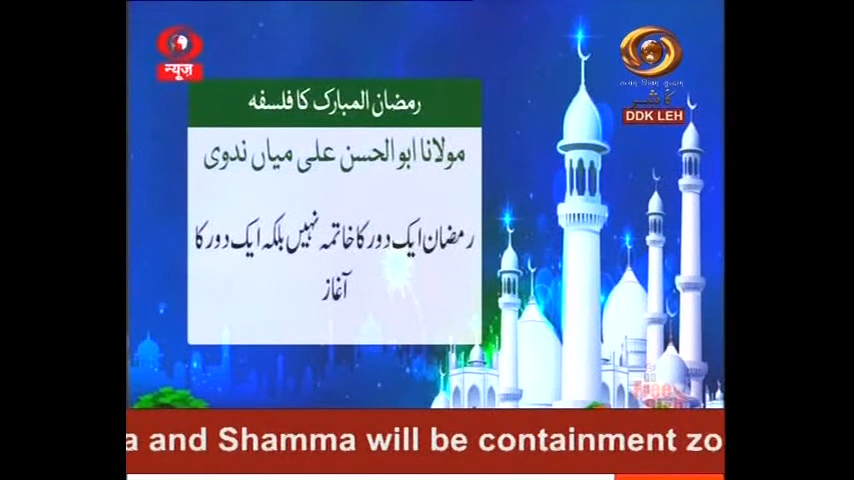 न्यूज़
رمضان المبارک کا فلسفہ
مولانا ابو الحسن علی میاں ندوی
رمضان ایک دور کا خاتمہ نہیں بلکہ ایک دور کا
آغاز
DDK LEH
a and Shamma will be containment zo